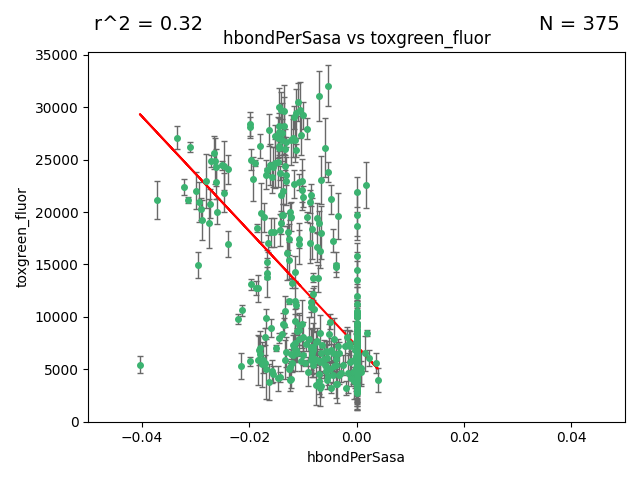 r^2 = 0.32
N = 375
hbondPerSasa vs toxgreen_fluor
35000
30000
25000
20000
15000
10000
5000
0
toxgreen_fluor
−0.04
−0.02
0.00
0.02
0.04
hbondPerSasa